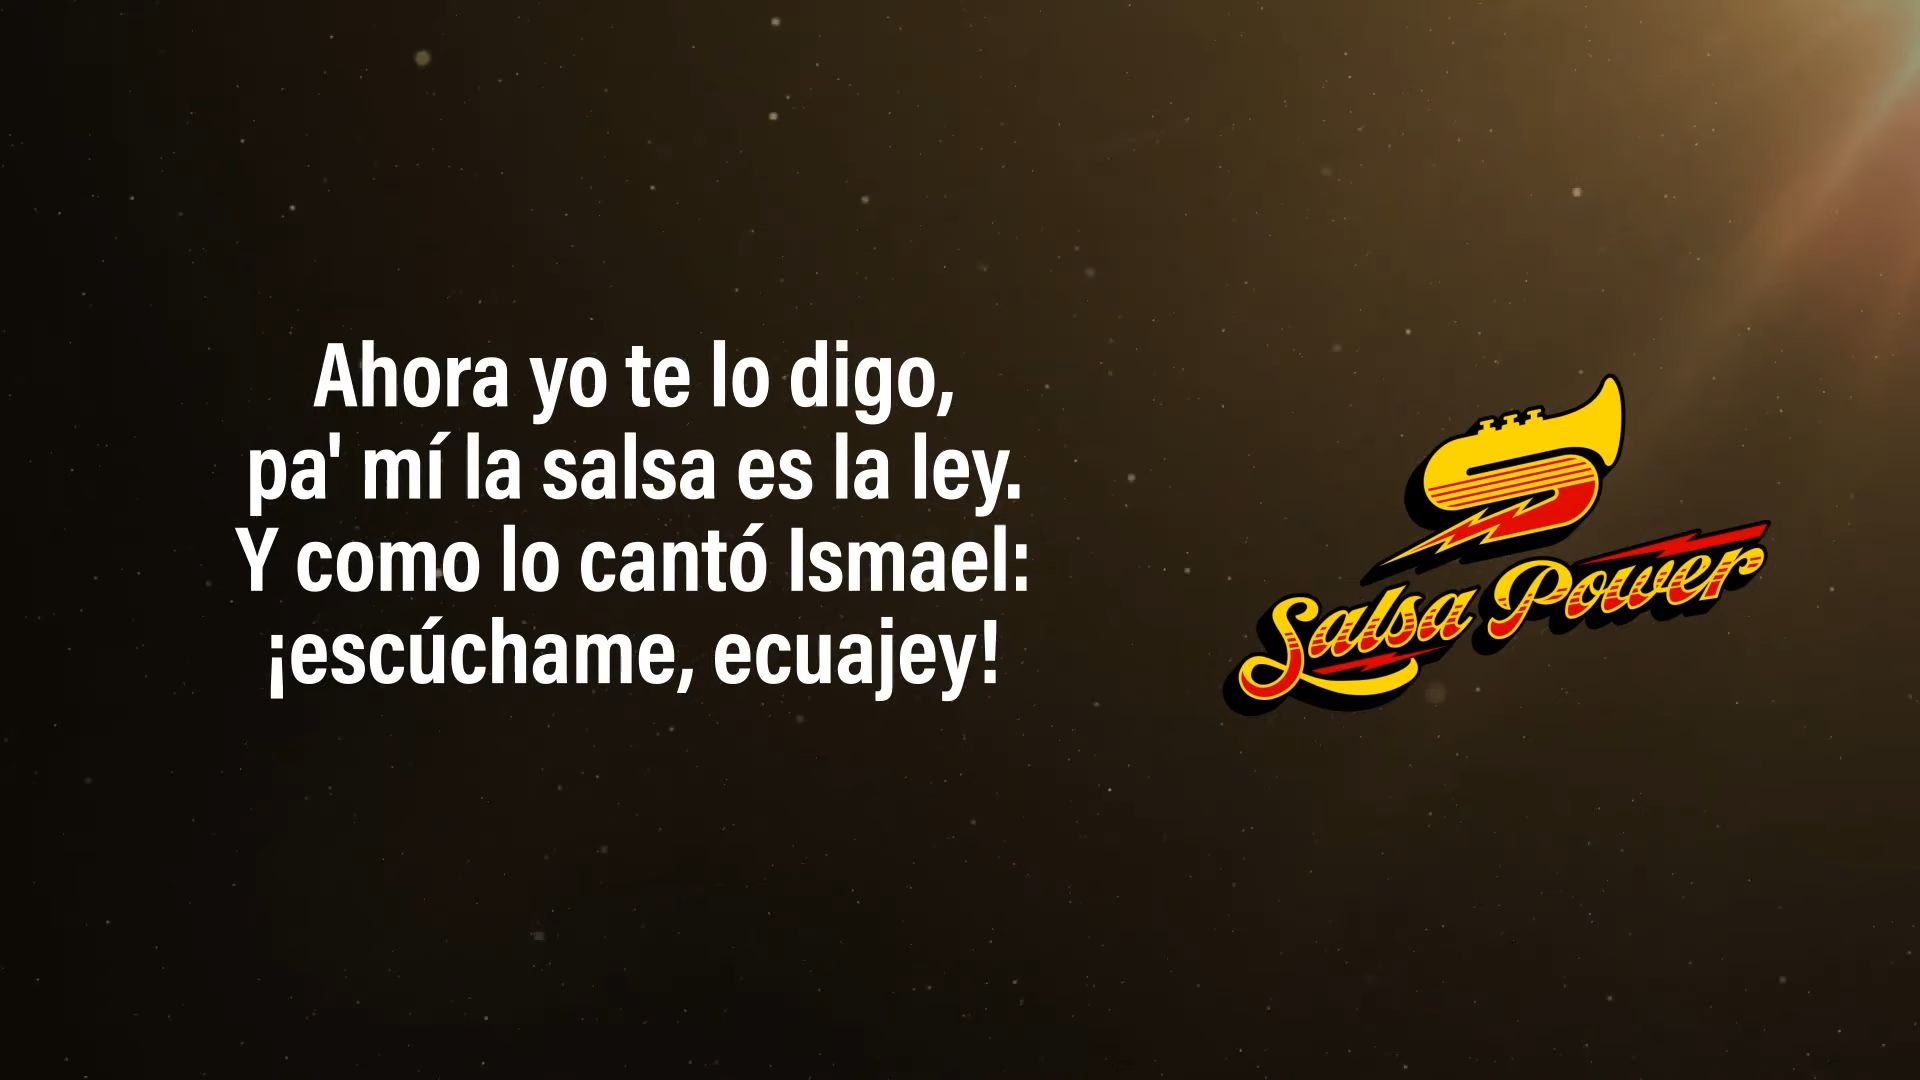 Ahora yo te lo digo,
pa' mí la salsa es la ley.
Y como lo cantó Ismael:
¡escúchame, ecuajey!
Salsa Power